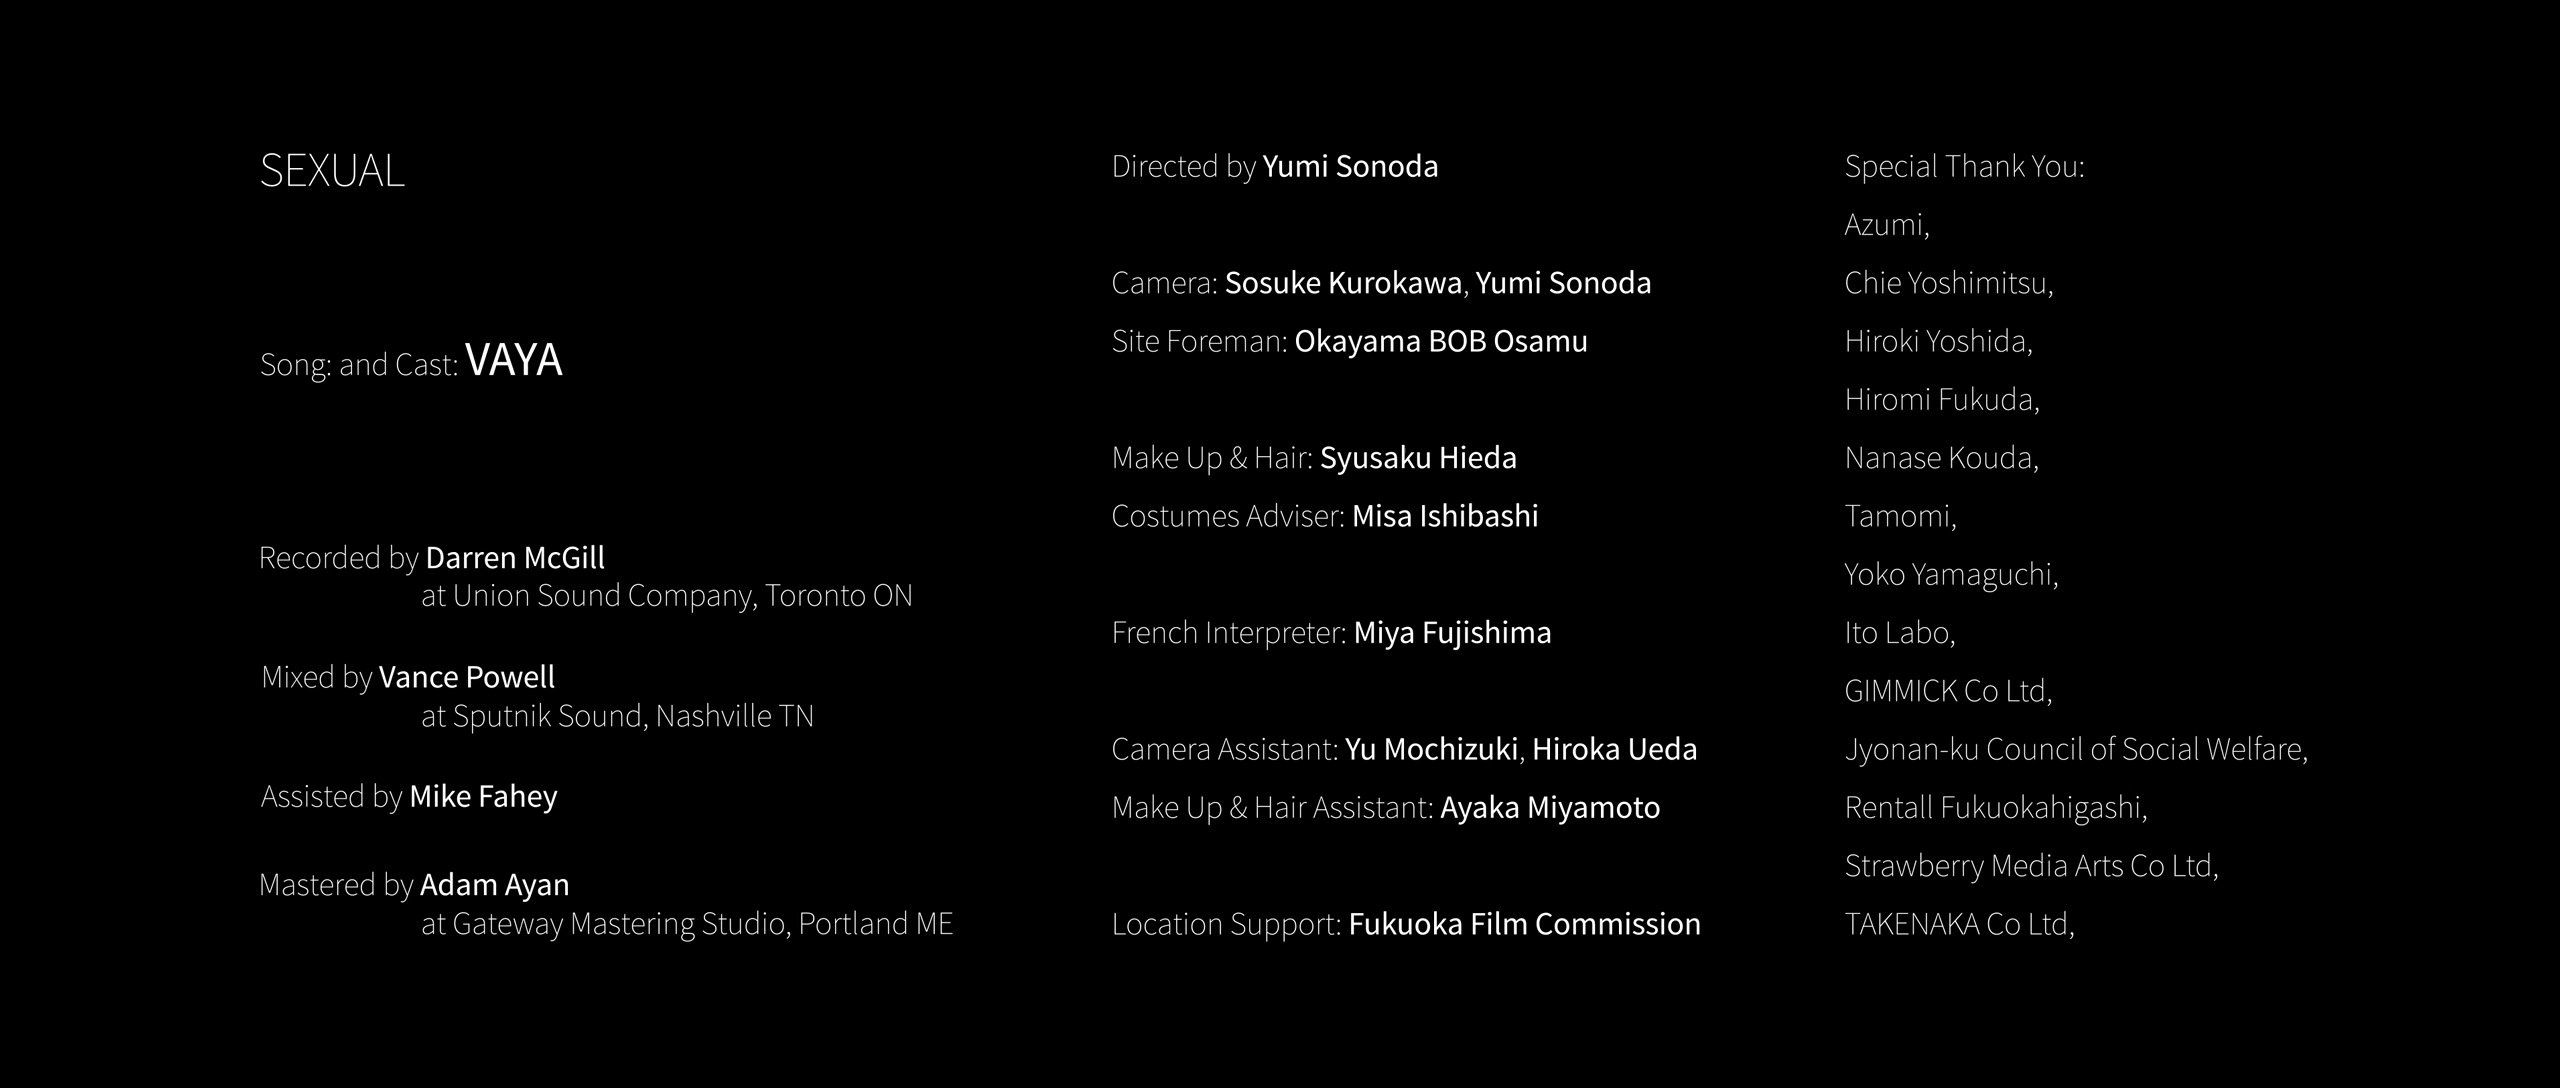 SEXUAL
Song: and Cast: VAYA
Recorded by Darren McGill
at Union Sound Company, Toronto ON
Mixed by Vance Powell
at Sputnik Sound, Nashville TN
Assisted by Mike Fahey
Mastered by Adam Ayan
at Gateway Mastering Studio, Portland ME
Directed by Yumi Sonoda
Camera: Sosuke Kurokawa, Yumi Sonoda
Site Foreman: Okayama BOB Osamu
Make Up & Hair: Syusaku Hieda
Costumes Adviser: Misa Ishibashi
French Interpreter: Miya Fujishima
Camera Assistant: Yu Mochizuki, Hiroka Ueda
Make Up & Hair Assistant: Ayaka Miyamoto
Location Support: Fukuoka Film Commission
Special Thank You:
Azumi,
Chie Yoshimitsu,
Hiroki Yoshida,
Hiromi Fukuda,
Nanase Kouda,
Tamomi,
Yoko Yamaguchi,
Ito Labo,
GIMMICK Co Ltd,
Jyonan-ku Council of Social Welfare,
Rentall Fukuokahigashi,
Strawberry Media Arts Co Ltd,
TAKENAKA Co Ltd,